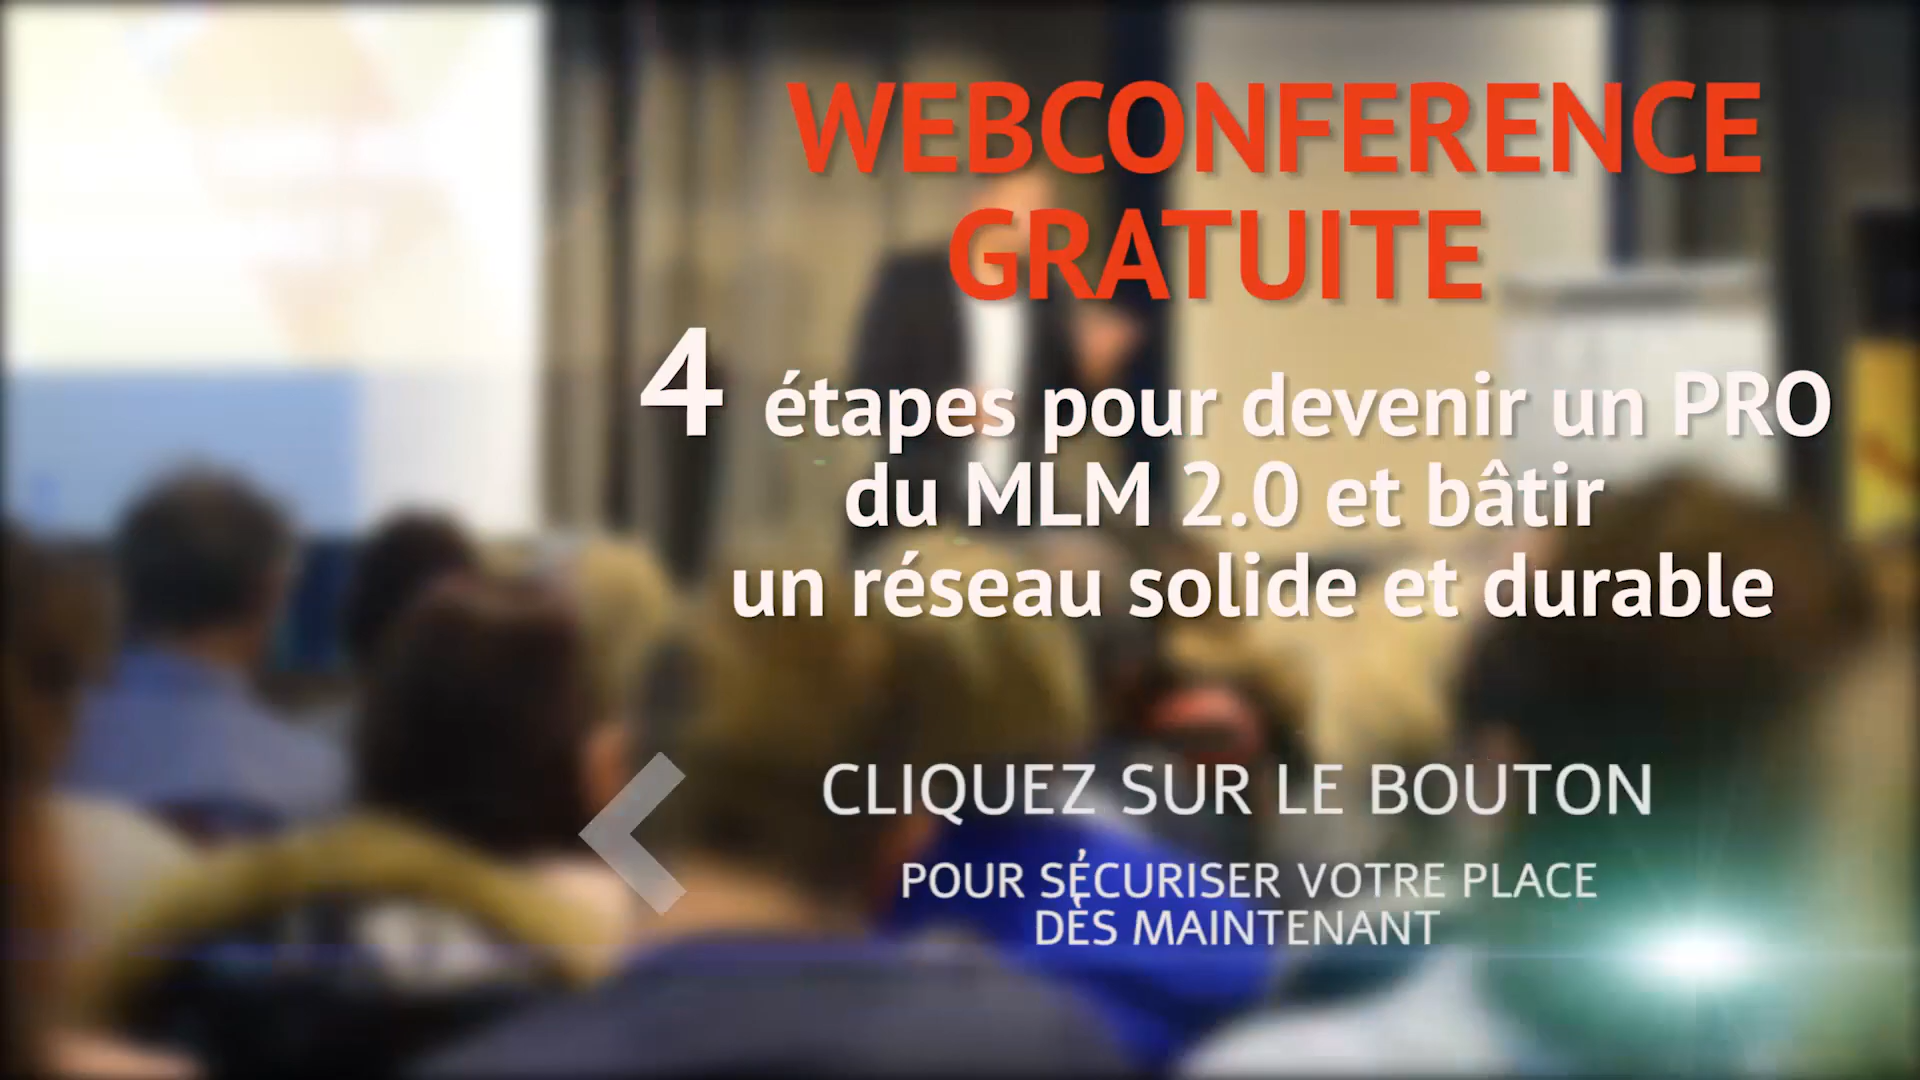 WEBCONFERENCE
GRATUITE
4 étapes pour devenir un PRO
du MLM 2.0 et bâtir
un réseau solide et durable
CLIQUEZ SUR LE BOUTON
POUR SÉCURISER VOTRE PLACE
DÈS MAINTENANT